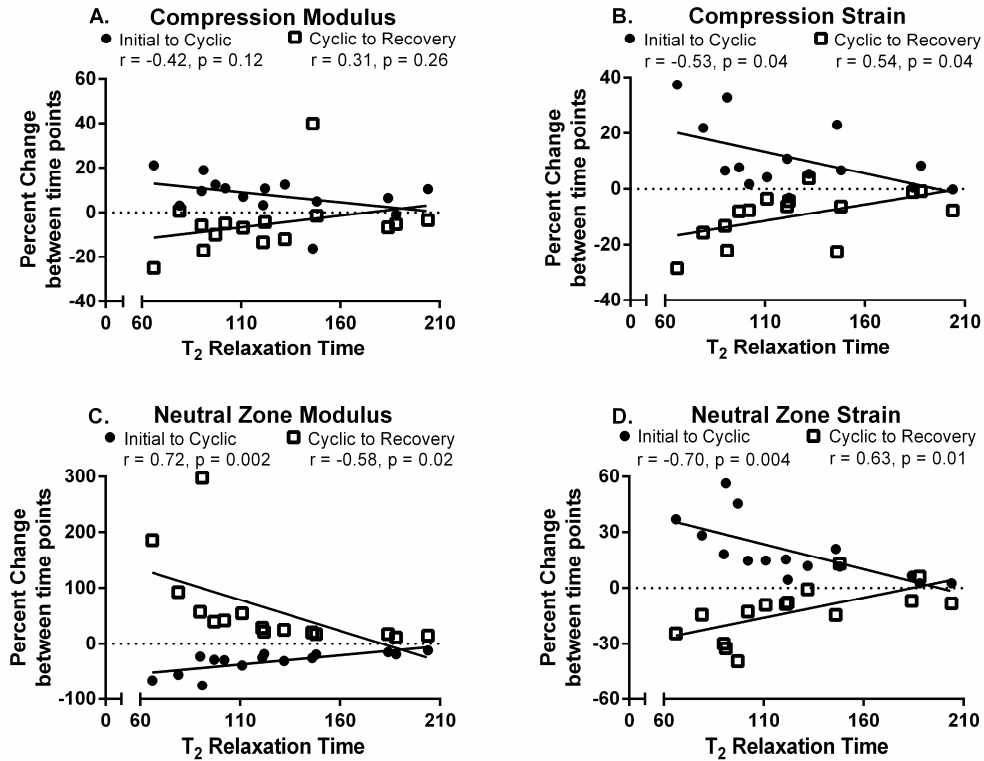 A. Compression Modulus
● Initial to Cyclic □ Cyclic to Recovery
r = -0.42, p = 0.12 r = 0.31, p = 0.26
Percent Change
between time points
60
40
20
0
-20
-40
0 60 110 160 210
T₂ Relaxation Time
B. Compression Strain
● Initial to Cyclic □ Cyclic to Recovery
r = -0.53, p = 0.04 r = 0.54, p = 0.04
Percent Change
between time points
40
20
0
-20
-40
0 60 110 160 210
T₂ Relaxation Time
C. Neutral Zone Modulus
● Initial to Cyclic □ Cyclic to Recovery
r = 0.72, p = 0.002 r = -0.58, p = 0.02
Percent Change
between time points
300
200
100
0
-100
0 60 110 160 210
T₂ Relaxation Time
D. Neutral Zone Strain
● Initial to Cyclic □ Cyclic to Recovery
r = -0.70, p = 0.004 r = 0.63, p = 0.01
Percent Change
between time points
60
30
0
-30
-60
0 60 110 160 210
T₂ Relaxation Time